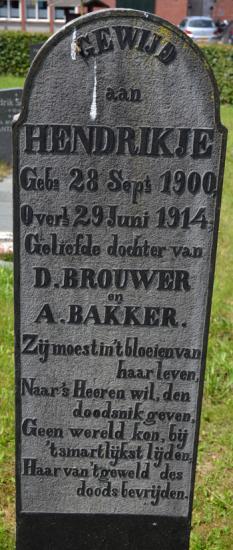 GEWIJD
aan
HENDRIKJE
Geb: 28 Sept: 1900
Overl: 29 Juni 1914.
Geliefde dochter van
D. BROUWER
en
A. BAKKER.
Zij moest in 't bloeien van
haar leven,
Naar 's Heeren wil, den
doodsnik geven,
Geen wereld kon, bij
't smartlijkst lijden,
Haar van 't geweld des
doods bevrijden.